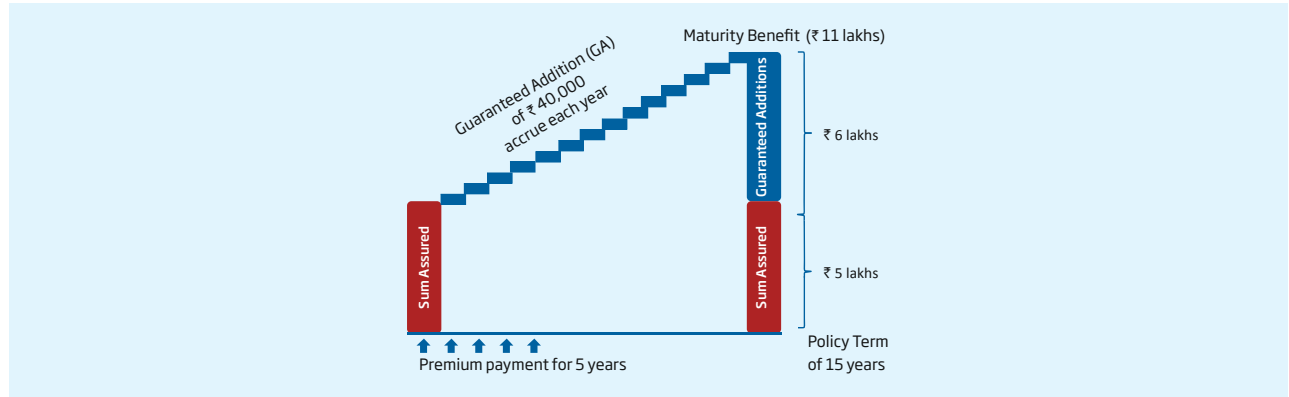 Maturity Benefit (₹ 11 lakhs)
Guaranteed Addition (GA)
of ₹ 40,000
accrue each year
Guaranteed Additions
₹ 6 lakhs
Sum Assured
Sum Assured
₹ 5 lakhs
Premium payment for 5 years
Policy Term
of 15 years